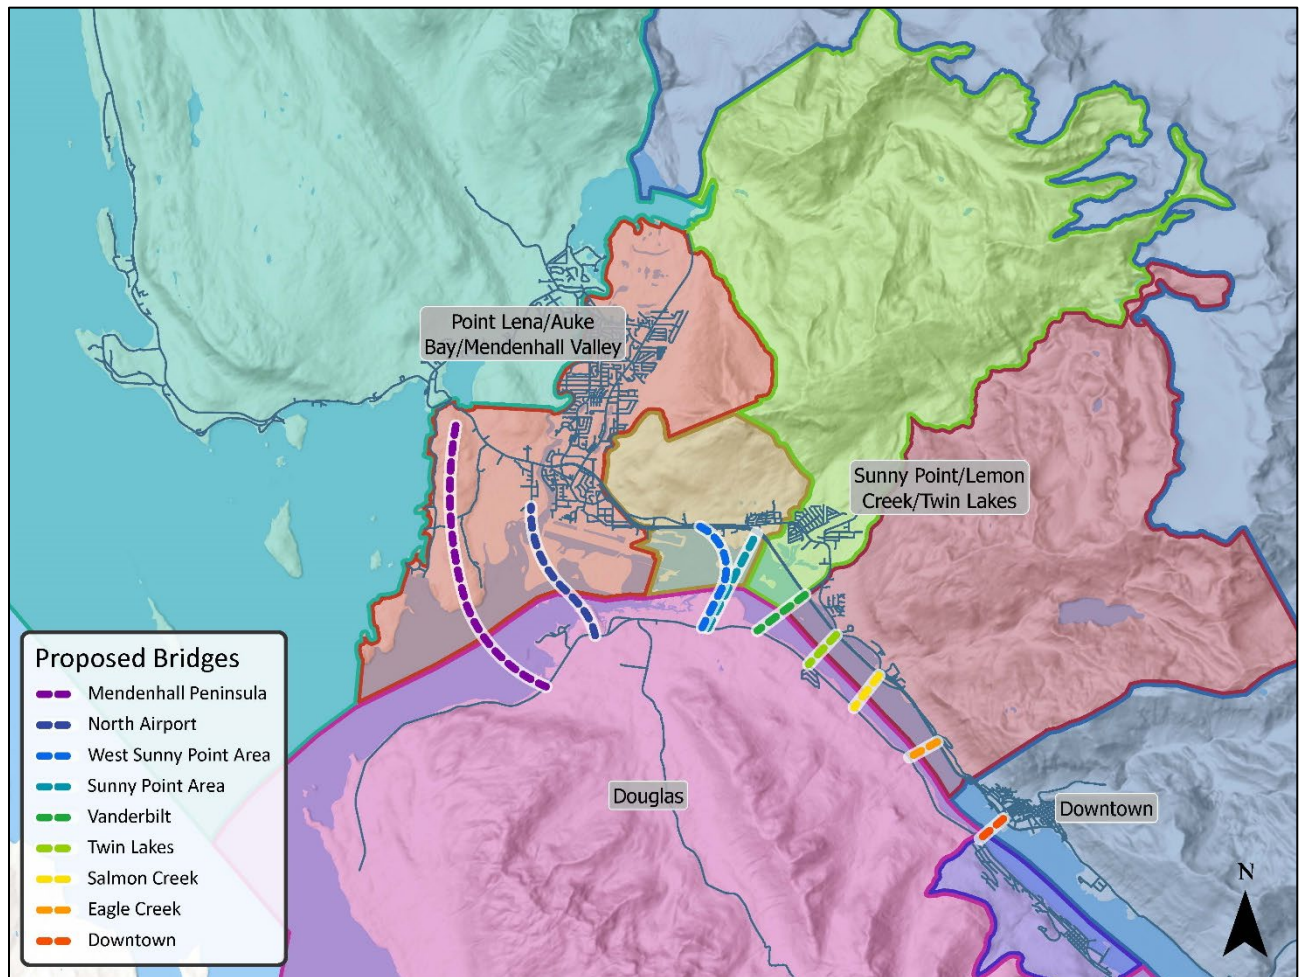 Point Lena/Auke
Bay/Mendenhall Valley
Sunny Point/Lemon
Creek/Twin Lakes
Douglas
Downtown
Proposed Bridges
Mendenhall Peninsula
North Airport
West Sunny Point Area
Sunny Point Area
Vanderbilt
Twin Lakes
Salmon Creek
Eagle Creek
Downtown
N